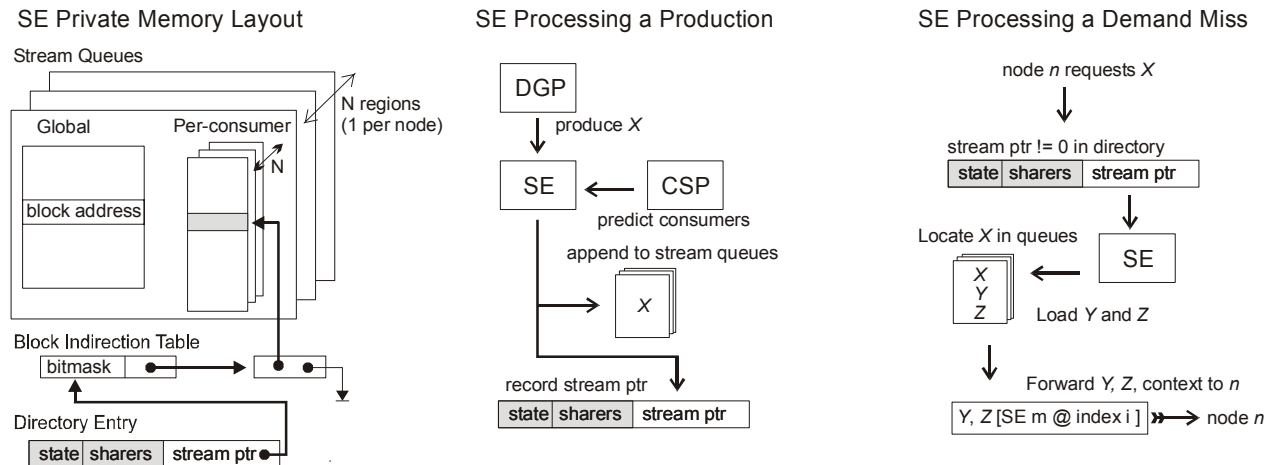 SE Private Memory Layout
Stream Queues
N regions
(1 per node)
Global
Per-consumer
N
block address
Block Indirection Table
bitmask
Directory Entry
state sharers stream ptr
SE Processing a Production
DGP
produce X
SE
CSP
predict consumers
append to stream queues
X
record stream ptr
state sharers stream ptr
SE Processing a Demand Miss
node n requests X
stream ptr != 0 in directory
state sharers stream ptr
Locate X in queues
SE
X
Y
Z
Load Y and Z
Forward Y, Z, context to n
Y, Z [SE m @ index i ]
node n